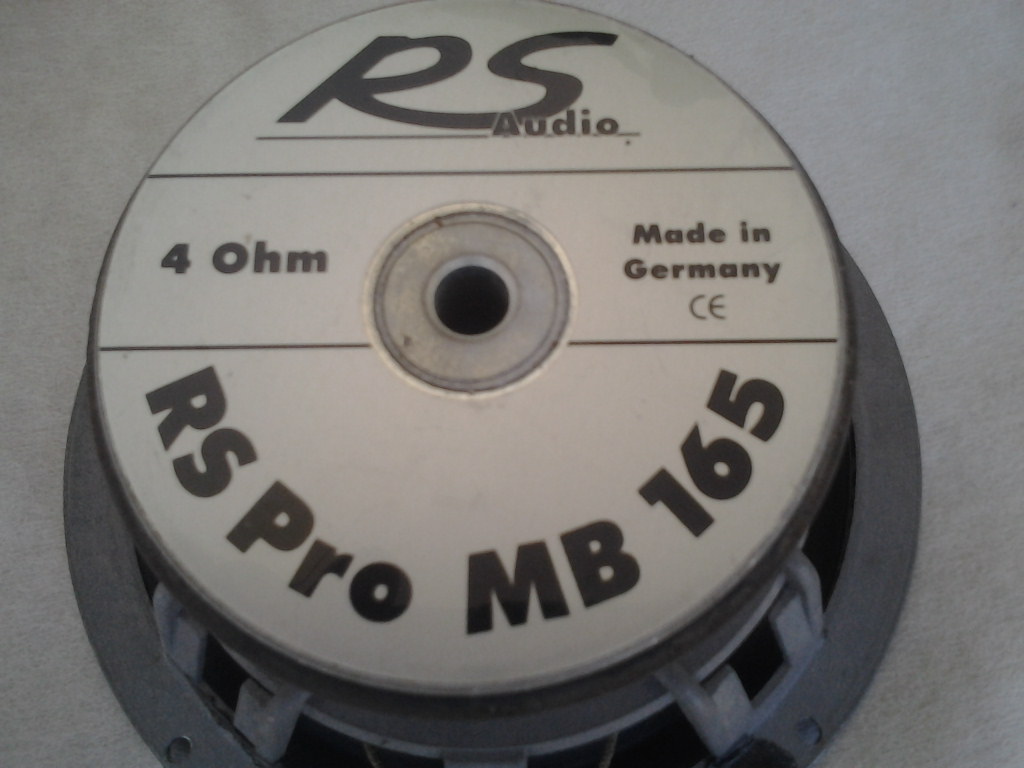 RS
Audio
4 Ohm
Made in
Germany
CE
RS Pro MB 165